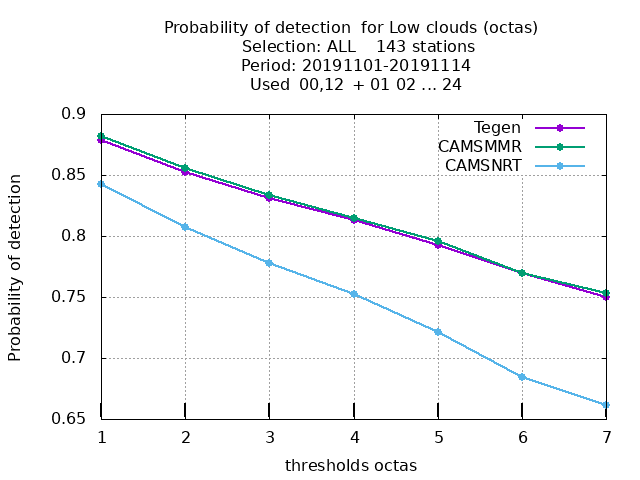 Probability of detection  for Low clouds (octas)
Selection: ALL    143 stations
Period: 20191101-20191114
Used  00,12  + 01 02 ... 24
0.9
0.85
0.8
0.75
0.7
0.65
Probability of detection
Tegen
CAMSMMR
CAMSNRT
1 2 3 4 5 6 7
thresholds octas